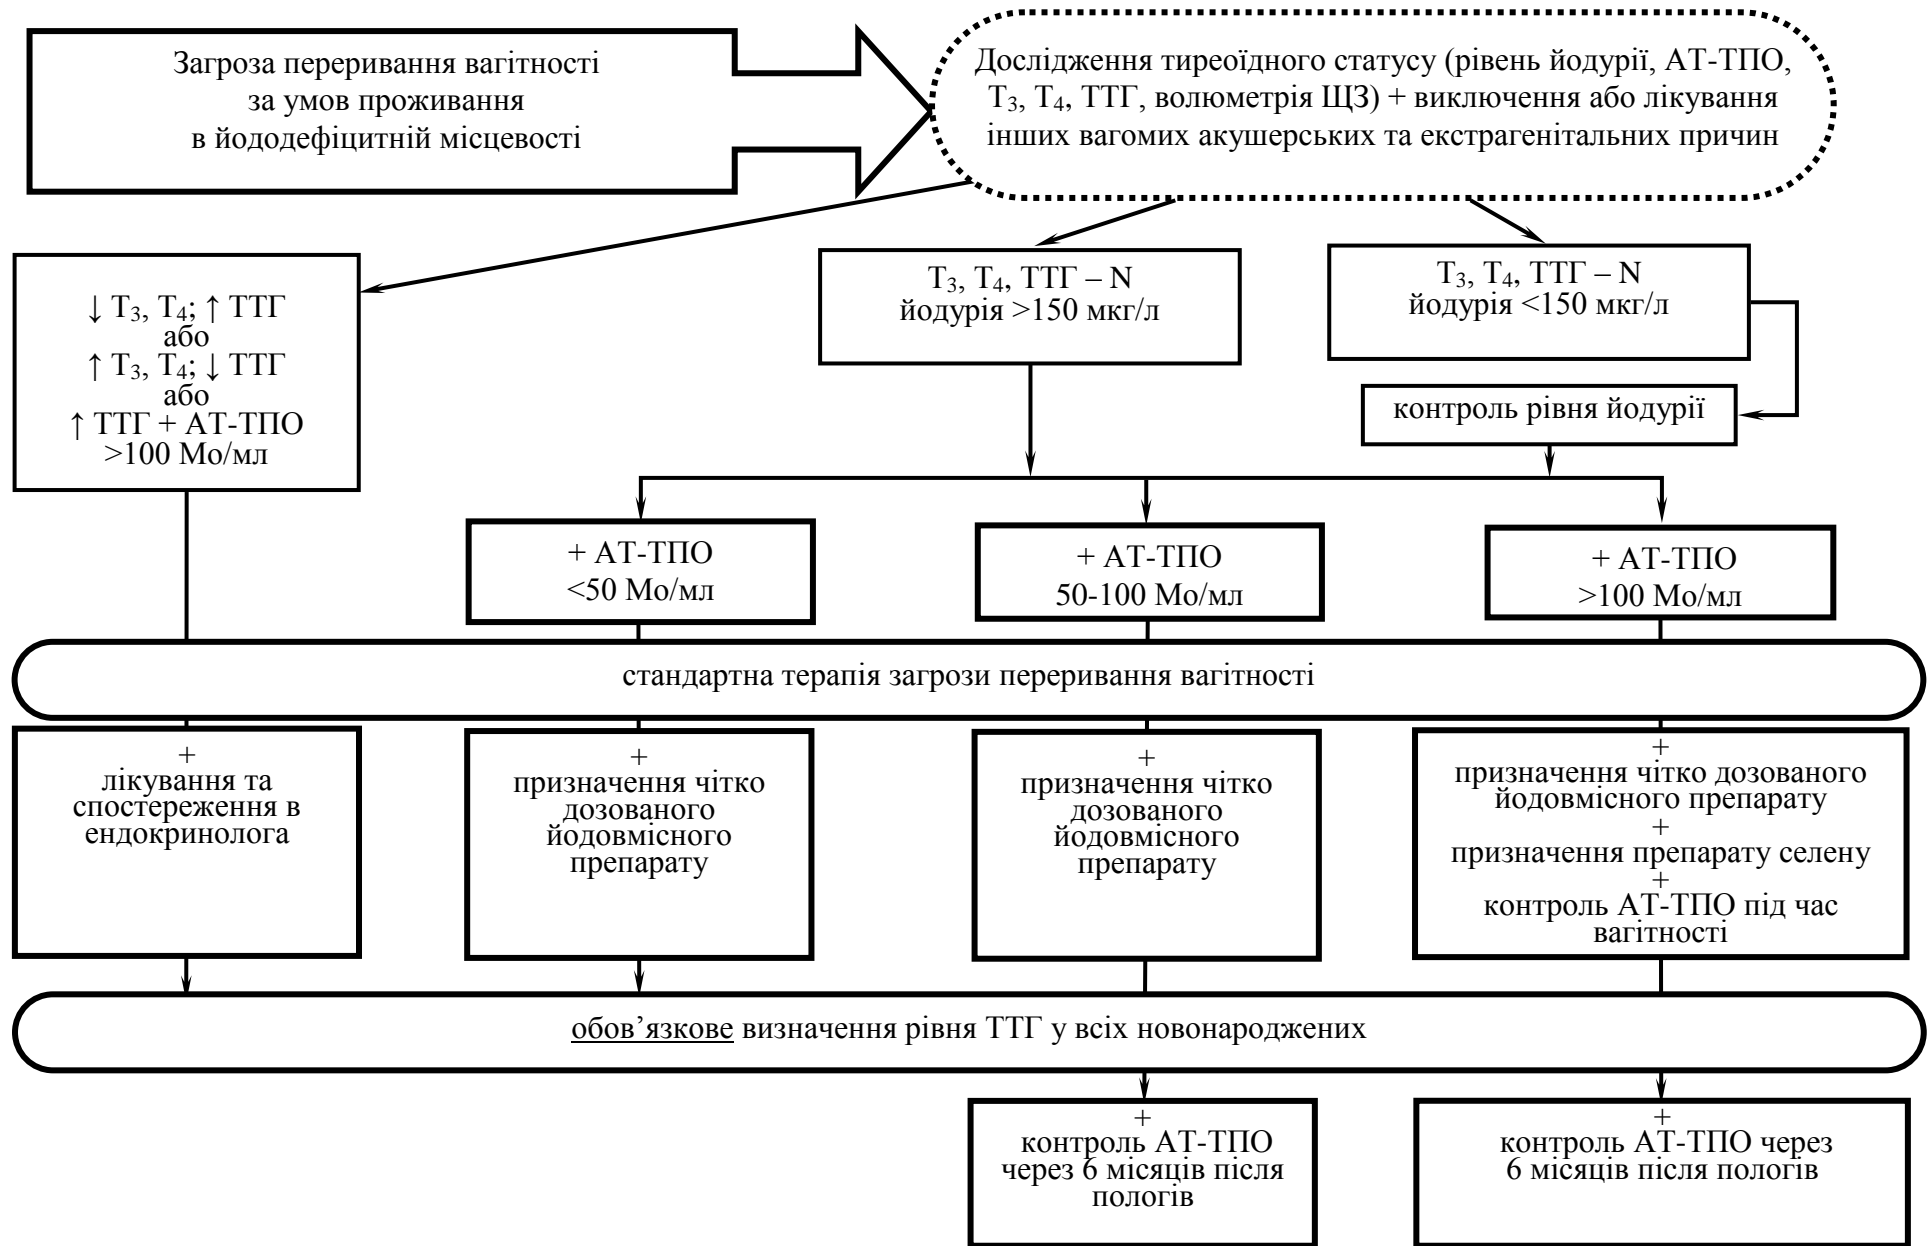 Загроза переривання вагітності
за умов проживання
в йододефіцитній місцевості
Дослідження тиреоїдного статусу (рівень йодурії, АТ-ТПО,
Т₃, Т₄, ТТГ, волюметрія ЩЗ) + виключення або лікування
інших вагомих акушерських та екстрагенітальних причин
↓ Т₃, Т₄; ↑ ТТГ
або
↑ Т₃, Т₄; ↓ ТТГ
або
↑ ТТГ + АТ-ТПО
>100 Мо/мл
Т₃, Т₄, ТТГ – N
йодурія >150 мкг/л
Т₃, Т₄, ТТГ – N
йодурія <150 мкг/л
контроль рівня йодурії
+ АТ-ТПО
<50 Мо/мл
+ АТ-ТПО
50-100 Мо/мл
+ АТ-ТПО
>100 Мо/мл
стандартна терапія загрози переривання вагітності
+
лікування та
спостереження в
ендокринолога
+
призначення чітко
дозованого
йодовмісного
препарату
+
призначення чітко
дозованого
йодовмісного
препарату
+
призначення чітко дозованого
йодовмісного препарату
+
призначення препарату селену
+
контроль АТ-ТПО під час
вагітності
обов’язкове визначення рівня ТТГ у всіх новонароджених
+
контроль АТ-ТПО
через 6 місяців після
пологів
+
контроль АТ-ТПО через
6 місяців після пологів